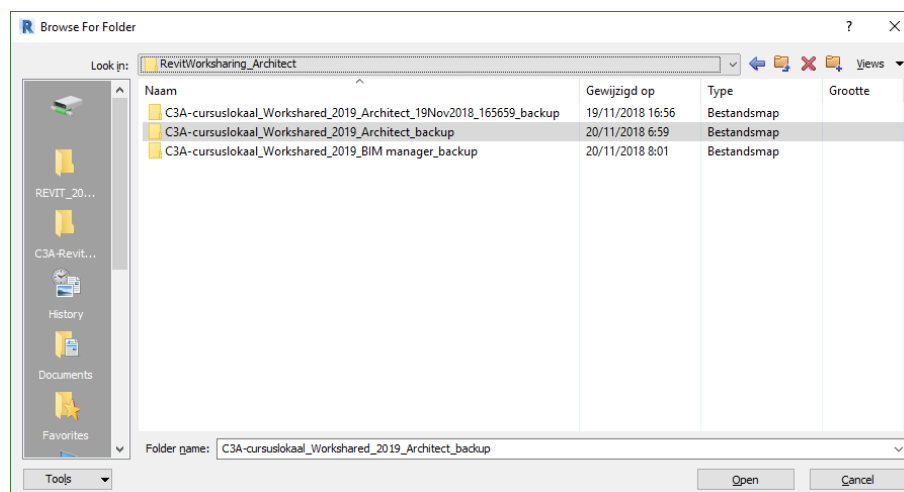 Browse For Folder ? X
Look in: RevitWorksharing_Architect Views
Naam Gewijzigd op Type Grootte
C3A-cursuslokaal_Workshared_2019_Architect_19Nov2018_165659_backup 19/11/2018 16:56 Bestandsmap
C3A-cursuslokaal_Workshared_2019_Architect_backup 20/11/2018 6:59 Bestandsmap
C3A-cursuslokaal_Workshared_2019_BIM manager_backup 20/11/2018 8:01 Bestandsmap
REVIT_20...
C3A-Revit...
History
Documents
Favorites
Folder name: C3A-cursuslokaal_Workshared_2019_Architect_backup
Tools Open Cancel